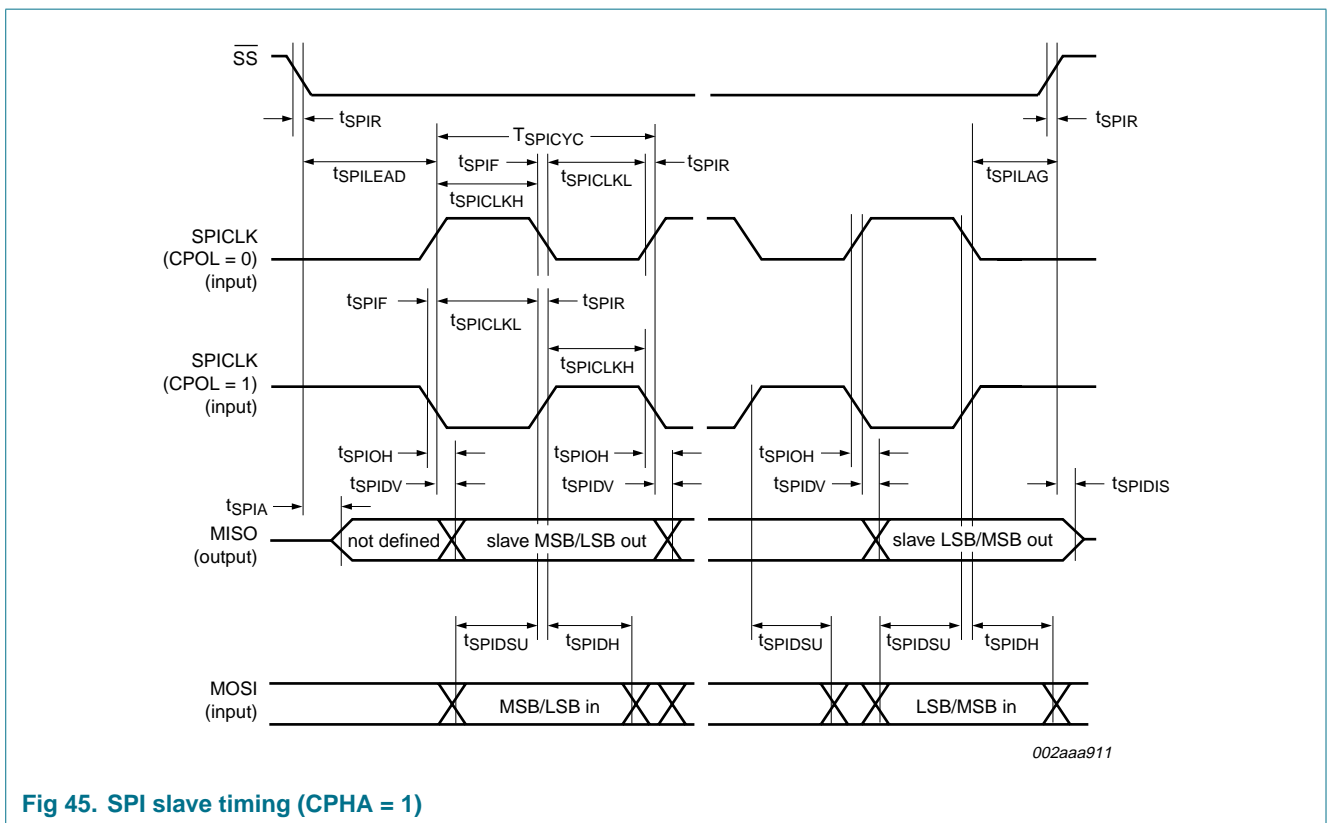 SS
tSPIR
tSPIR
TSPICYC
tSPILEAD
tSPIF
tSPICLKL
tSPIR
tSPILAG
tSPICLKH
SPICLK
(CPOL = 0)
(input)
tSPIF
tSPICLKL
tSPIR
SPICLK
(CPOL = 1)
(input)
tSPICLKH
tSPIOH
tSPIOH
tSPIOH
tSPIDV
tSPIDV
tSPIDV
tSPIDIS
tSPIA
MISO
(output)
not defined
slave MSB/LSB out
slave LSB/MSB out
tSPIDSU
tSPIDH
tSPIDSU
tSPIDSU
tSPIDH
MOSI
(input)
MSB/LSB in
LSB/MSB in
002aaa911
Fig 45. SPI slave timing (CPHA = 1)